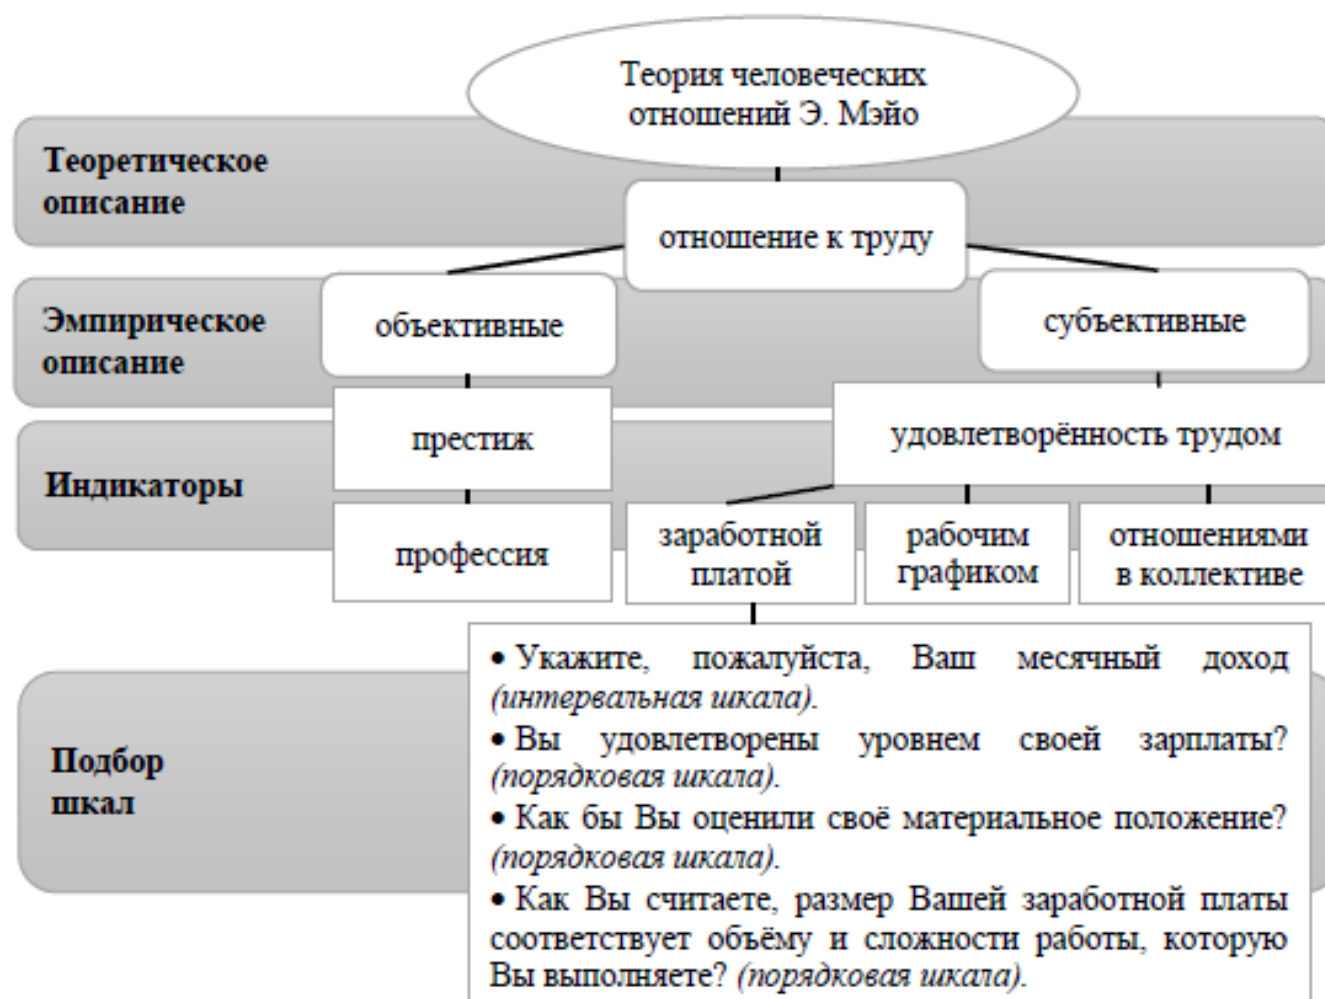 Теория человеческих
отношений Э. Мэйо
Теоретическое
описание
отношение к труду
Эмпирическое
описание
объективные
субъективные
Индикаторы
престиж
удовлетворённость трудом
профессия
заработной
платой
рабочим
графиком
отношениями
в коллективе
Подбор
шкал
• Укажите, пожалуйста, Ваш месячный доход
(интервальная шкала).
• Вы удовлетворены уровнем своей зарплаты?
(порядковая шкала).
• Как бы Вы оценили своё материальное положение?
(порядковая шкала).
• Как Вы считаете, размер Вашей заработной платы
соответствует объёму и сложности работы, которую
Вы выполняете? (порядковая шкала).